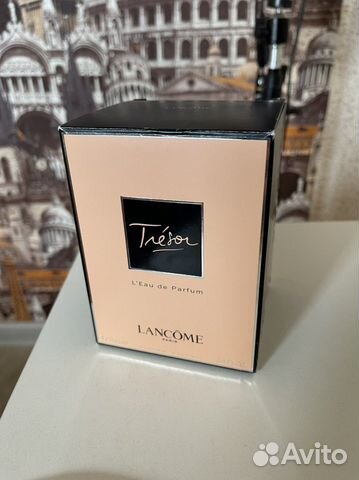 Trésor
L'Eau de Parfum
LANCÔME
PARIS
Avito